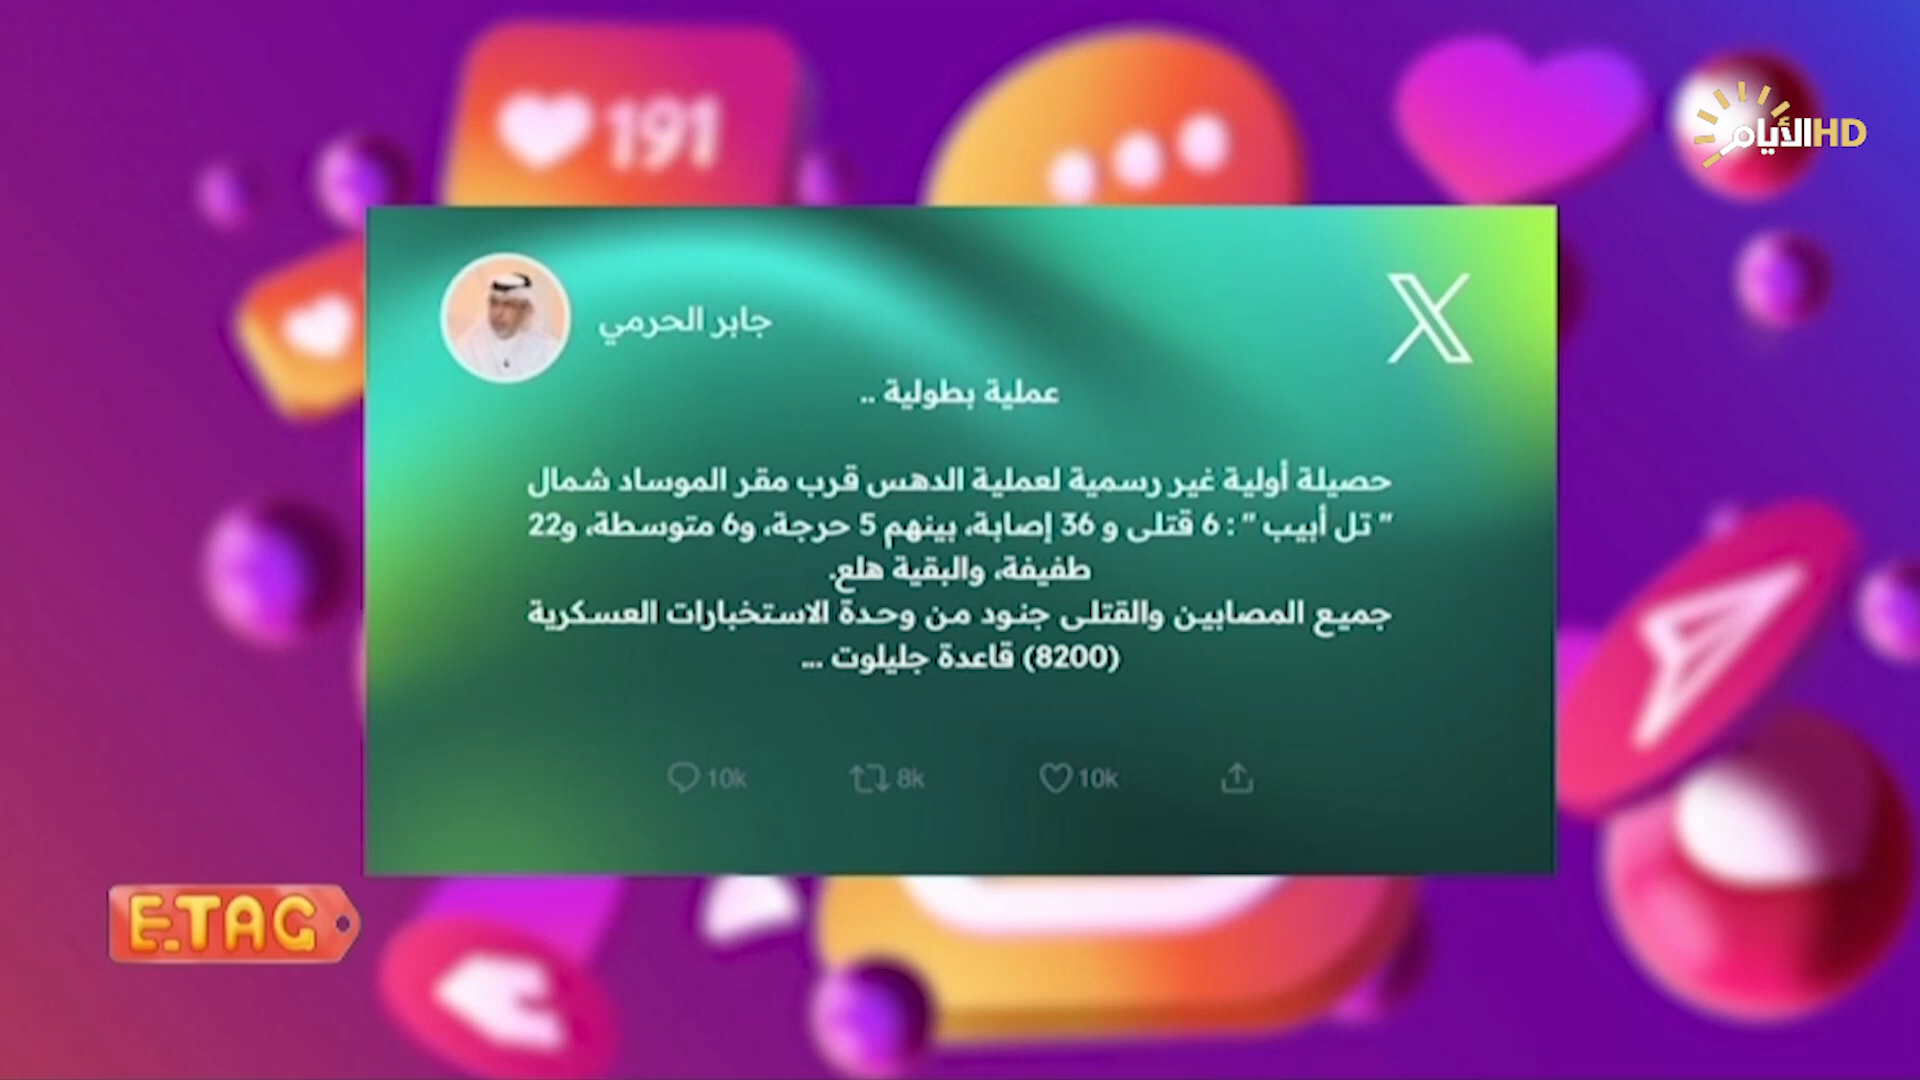 191
الأيام HD
جابر الحرمي
X
عملية بطولية ..
حصيلة أولية غير رسمية لعملية الدهس قرب مقر الموساد شمال
" تل أبيب " : 6 قتلى و 36 إصابة، بينهم 5 حرجة، و6 متوسطة، و22
طفيفة، والبقية هلع.
جميع المصابين والقتلى جنود من وحدة الاستخبارات العسكرية
(8200) قاعدة جليلوت ...
10k 8k 10k
E.TAG